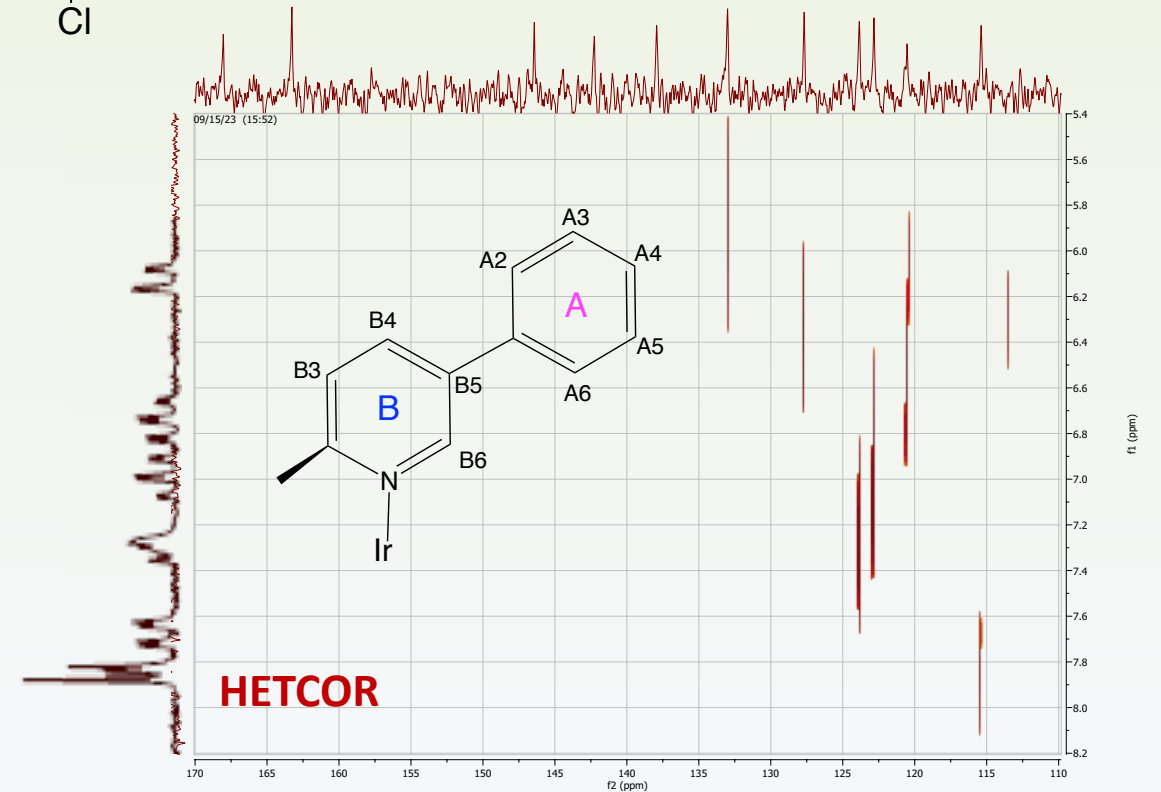 Cl
09/15/23 (15:52)
A3
A2
A4
A
B4
A5
B3
B5
A6
B
B6
N
Ir
HETCOR
5.4
5.6
5.8
6.0
6.2
6.4
6.6
6.8
7.0
7.2
7.4
7.6
7.8
8.0
8.2
f1 (ppm)
170 165 160 155 150 145 140 135 130 125 120 115 110
f2 (ppm)